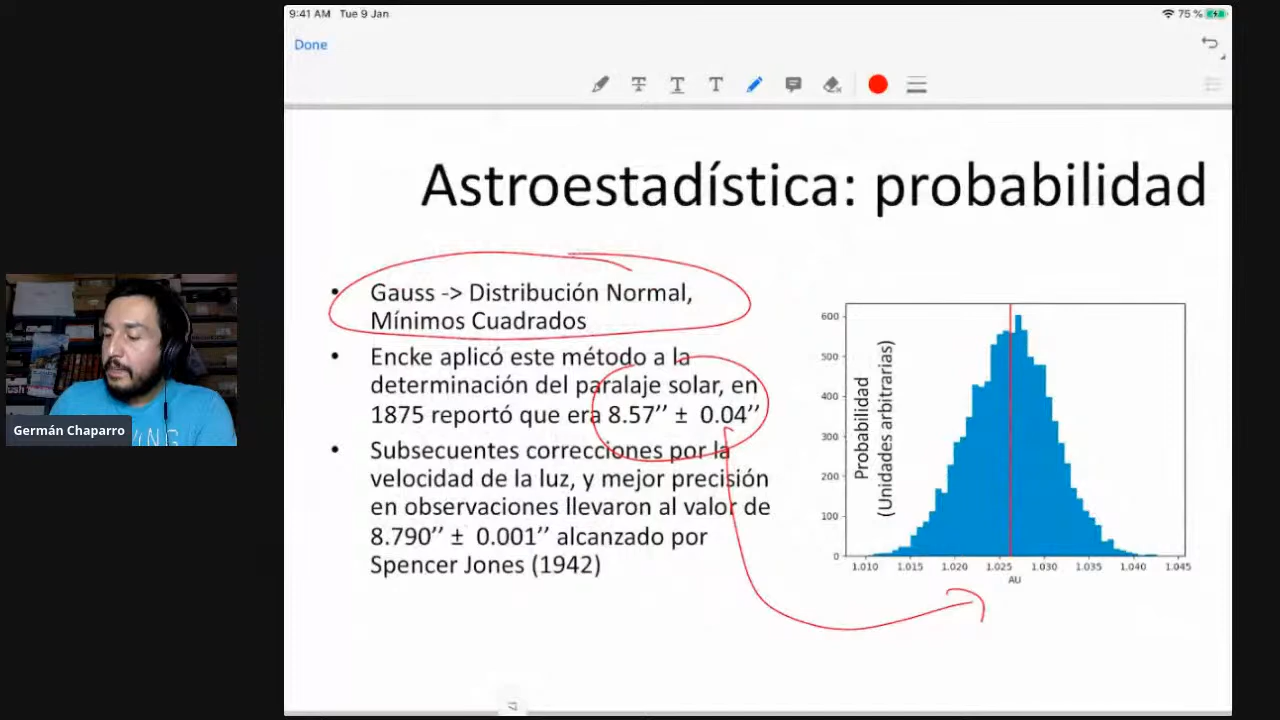 9:41 AM Tue 9 Jan
75 %
Done
Astroestadística: probabilidad
• Gauss -> Distribución Normal,
Mínimos Cuadrados
• Encke aplicó este método a la
determinación del paralaje solar, en
1875 reportó que era 8.57’’ ± 0.04’’
• Subsecuentes correcciones por la
velocidad de la luz, y mejor precisión
en observaciones llevaron al valor de
8.790’’ ± 0.001’’ alcanzado por
Spencer Jones (1942)
Probabilidad
(Unidades arbitrarias)
600
500
400
300
200
100
0
1.010 1.015 1.020 1.025 1.030 1.035 1.040 1.045
AU
Germán Chaparro